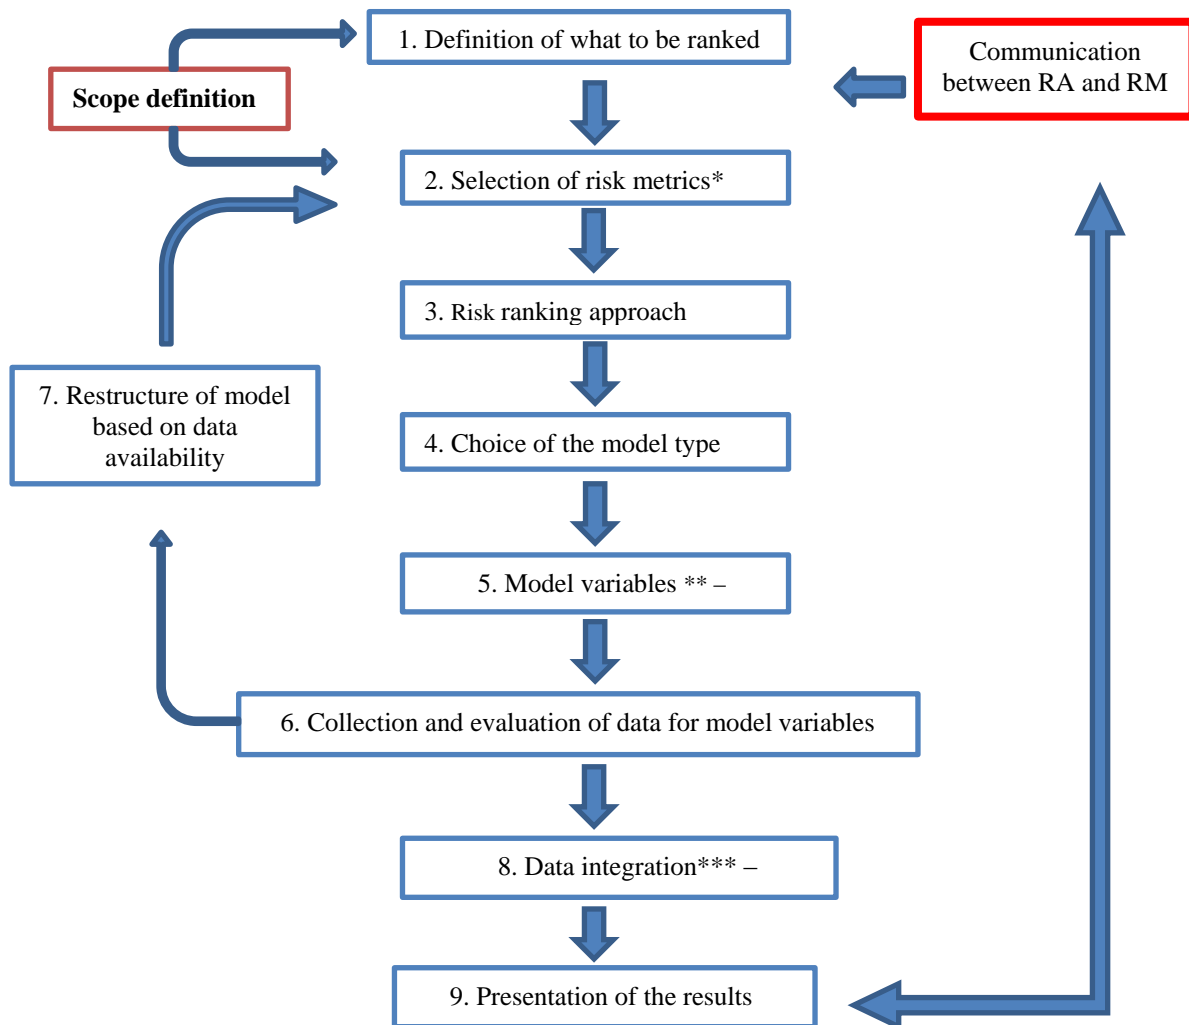 1. Definition of what to be ranked
Communication
between RA and RM
Scope definition
2. Selection of risk metrics*
3. Risk ranking approach
7. Restructure of model
based on data
availability
4. Choice of the model type
5. Model variables ** –
6. Collection and evaluation of data for model variables
8. Data integration*** –
9. Presentation of the results